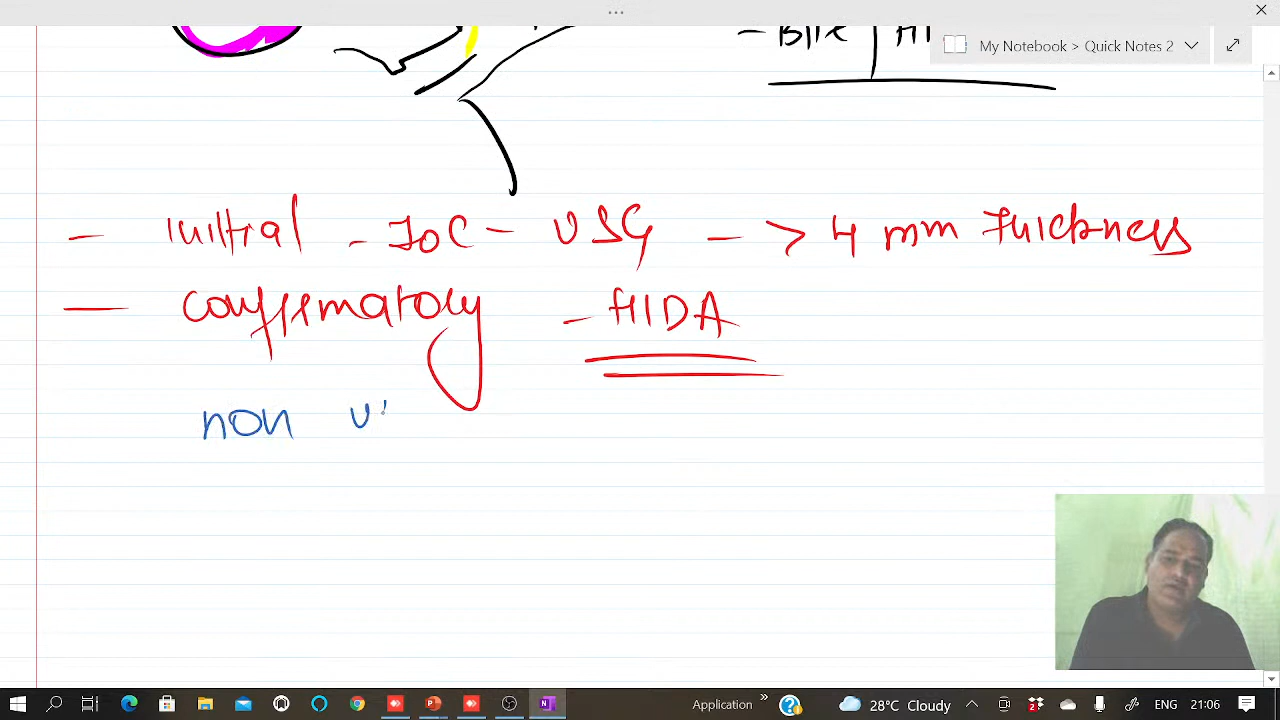 My Notebook > Quick Notes 2
- Initial - IOC - USG - > 4 mm Thickness
- Confirmatory - HIDA
non
Application
28°C Cloudy
ENG
21:06